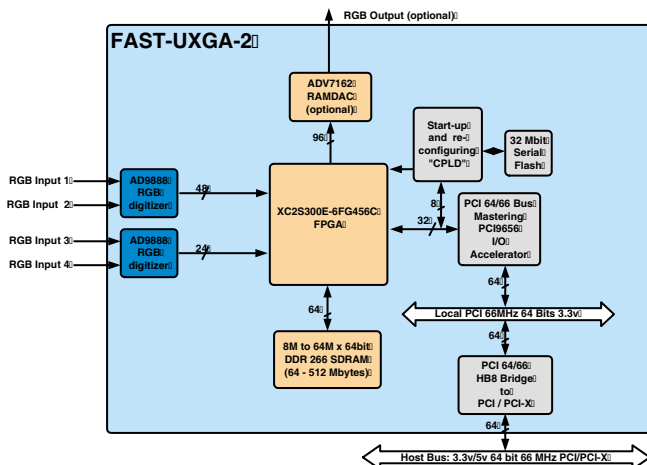 RGB Output (optional)
FAST-UXGA-2
ADV7162
RAMDAC
(optional)
96
Start-up
and re-
configuring
"CPLD"
32 Mbit
Serial
Flash
RGB Input 1
RGB Input 2
AD9888
RGB
digitizer
48
XC2S300E-6FG456C
FPGA
8
32
PCI 64/66 Bus
Mastering
PCI9656
I/O
Accelerator
RGB Input 3
RGB Input 4
AD9888
RGB
digitizer
24
64
64
Local PCI 66MHz 64 Bits 3.3v
8M to 64M x 64bit
DDR 266 SDRAM
(64 - 512 Mbytes)
64
PCI 64/66
HB8 Bridge
to
PCI / PCI-X
64
Host Bus: 3.3v/5v 64 bit 66 MHz PCI/PCI-X